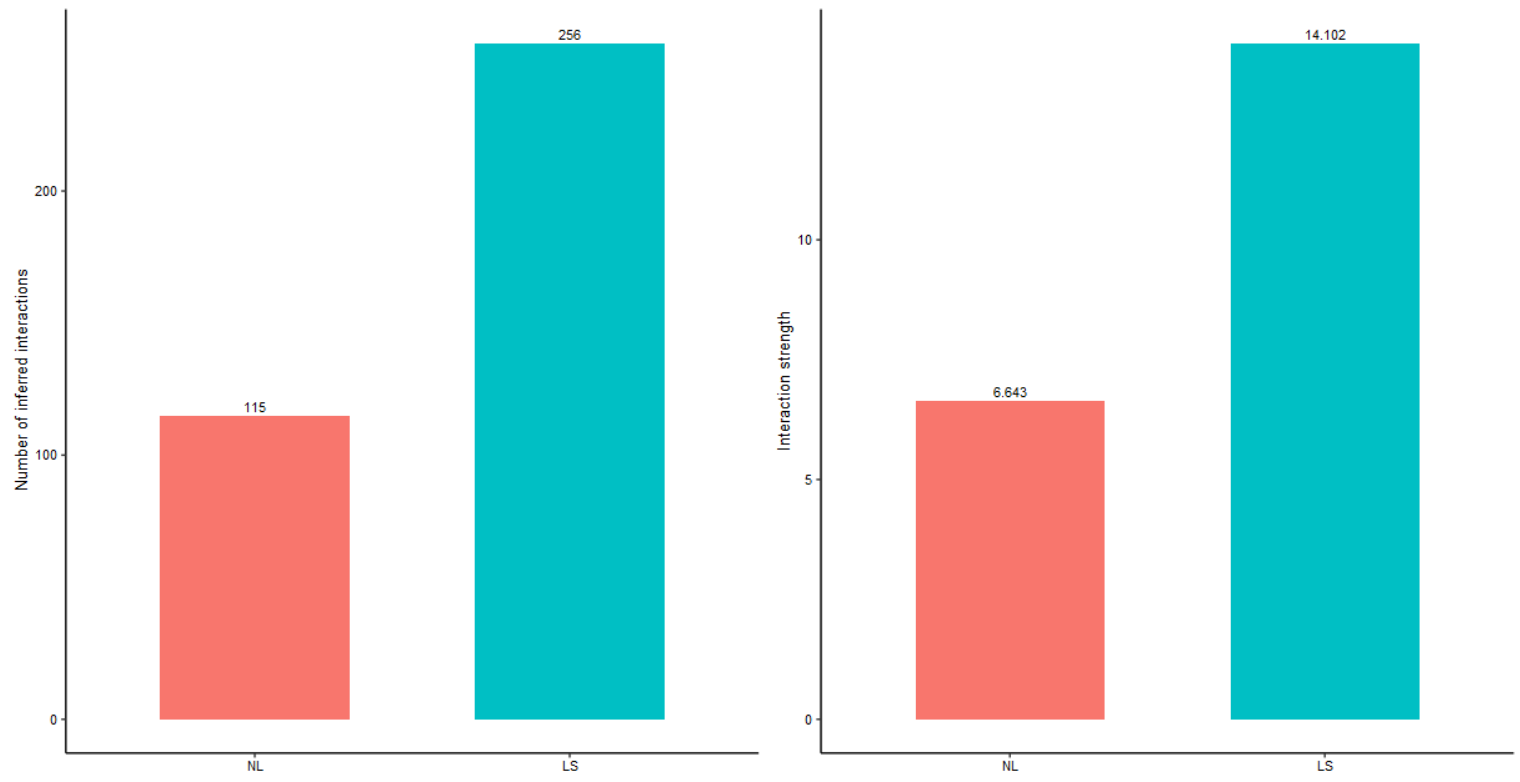 Number of inferred interactions
200
100
0
256
115
NL
LS
Interaction strength
10
5
0
14.102
6.643
NL
LS